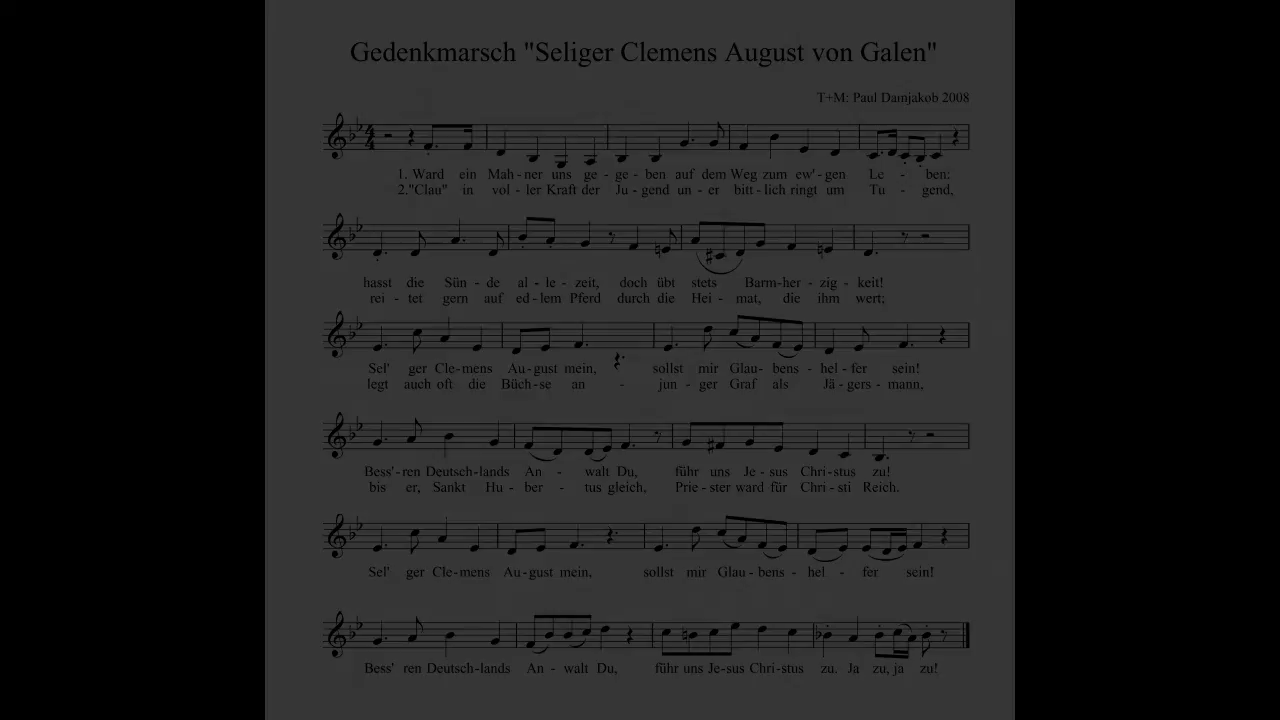 Gedenkmarsch "Seliger Clemens August von Galen"
T+M: Paul Damjakob 2008
1. Ward ein Mah-ner uns ge-ge-ben auf dem Weg zum ew'-gen Le-ben:
2."Clau" in vol-ler Kraft der Ju-gend un-er bitt-lich ringt um Tu-gend,
hasst die Sün-de al-le-zeit, doch übt stets Barm-her-zig-keit!
rei-tet gern auf ed-lem Pferd durch die Hei-mat, die ihm wert;
Sel' ger Cle-mens Au-gust mein, sollst mir Glau-bens-hel-fer sein!
legt auch oft die Büch-se an-jun-ger Graf als Jä-gers-mann,
Bess'-ren Deutsch-lands An-walt Du, führ uns Je-sus Christus zu!
bis er, Sankt Hu-ber-tus gleich, Prie-ster ward für Chri-sti Reich.
Sel' ger Cle-mens Au-gust mein, sollst mir Glau-bens-hel-fer sein!
Bess' ren Deutsch-lands An-walt Du, führ uns Je-sus Chri-stus zu. Ja zu, ja zu!